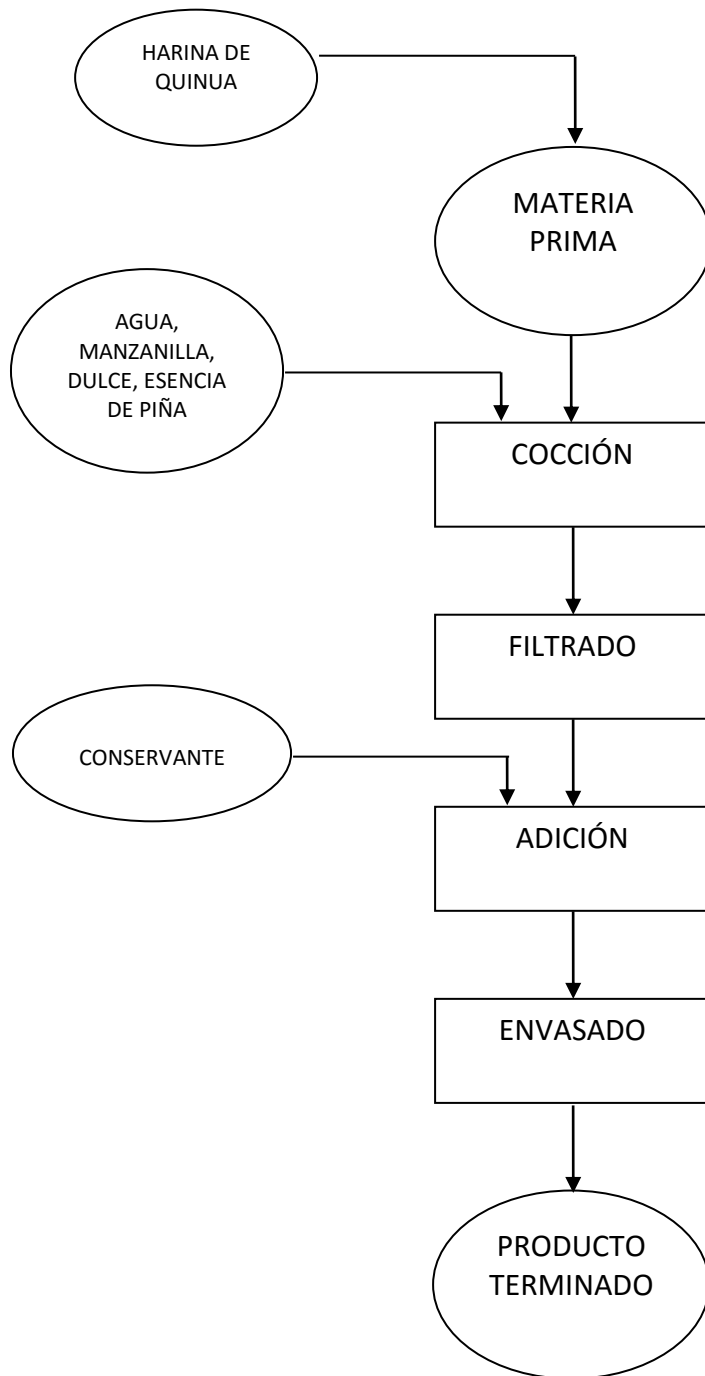 HARINA DE
QUINUA
MATERIA
PRIMA
AGUA,
MANZANILLA,
DULCE, ESENCIA
DE PIÑA
COCCIÓN
FILTRADO
CONSERVANTE
ADICIÓN
ENVASADO
PRODUCTO
TERMINADO